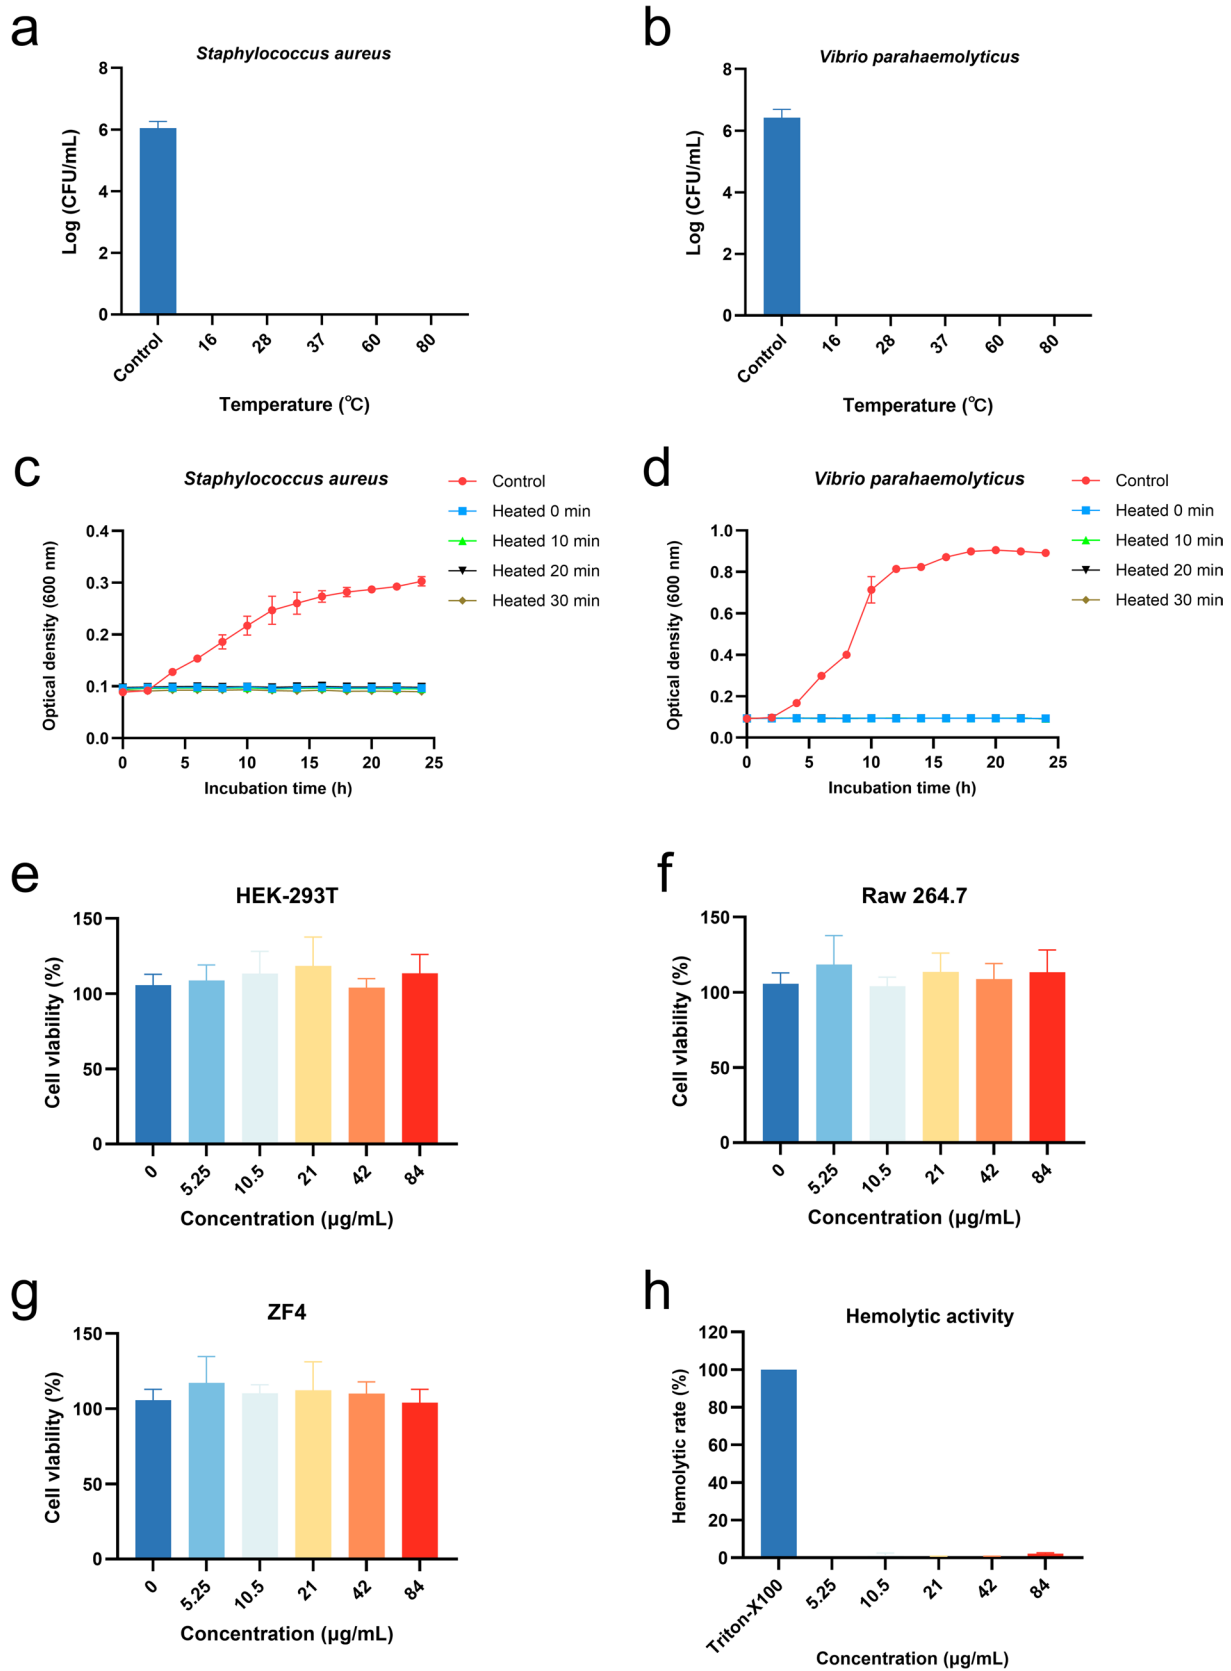 a
Staphylococcus aureus
8
6
4
2
0
Log (CFU/mL)
Control 16 28 37 60 80
Temperature (℃)
b
Vibrio parahaemolyticus
8
6
4
2
0
Log (CFU/mL)
Control 16 28 37 60 80
Temperature (℃)
c
Staphylococcus aureus
Control
Heated 0 min
Heated 10 min
Heated 20 min
Heated 30 min
0.4
0.3
0.2
0.1
0.0
Optical density (600 nm)
0 5 10 15 20 25
Incubation time (h)
d
Vibrio parahaemolyticus
Control
Heated 0 min
Heated 10 min
Heated 20 min
Heated 30 min
1.0
0.8
0.6
0.4
0.2
0.0
Optical density (600 nm)
0 5 10 15 20 25
Incubation time (h)
e
HEK-293T
150
100
50
0
Cell vlability (%)
0 5.25 10.5 21 42 84
Concentration (μg/mL)
f
Raw 264.7
150
100
50
0
Cell vlability (%)
0 5.25 10.5 21 42 84
Concentration (μg/mL)
g
ZF4
150
100
50
0
Cell vlability (%)
0 5.25 10.5 21 42 84
Concentration (μg/mL)
h
Hemolytic activity
120
100
80
60
40
20
0
Hemolytic rate (%)
Triton-X100 5.25 10.5 21 42 84
Concentration (μg/mL)